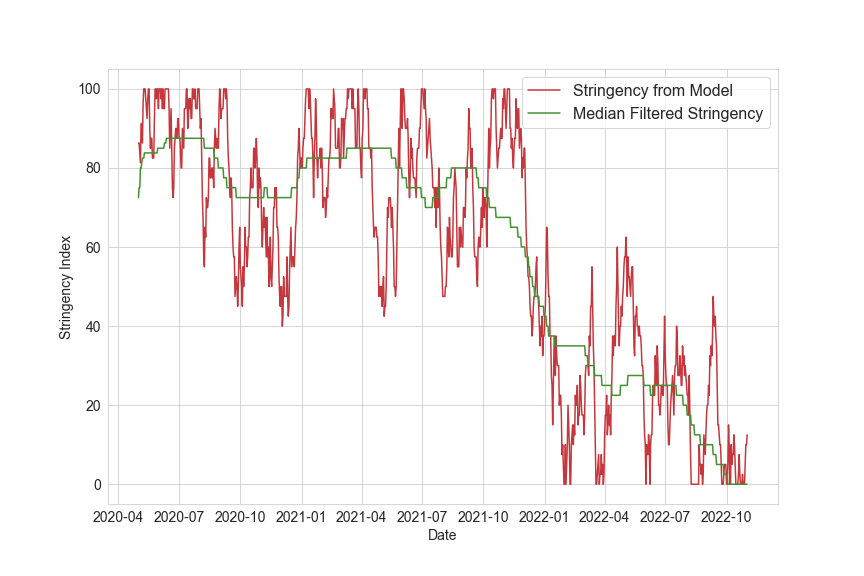 Stringency from Model
Median Filtered Stringency
100
80
60
40
20
0
Stringency Index
2020-04 2020-07 2020-10 2021-01 2021-04 2021-07 2021-10 2022-01 2022-04 2022-07 2022-10
Date